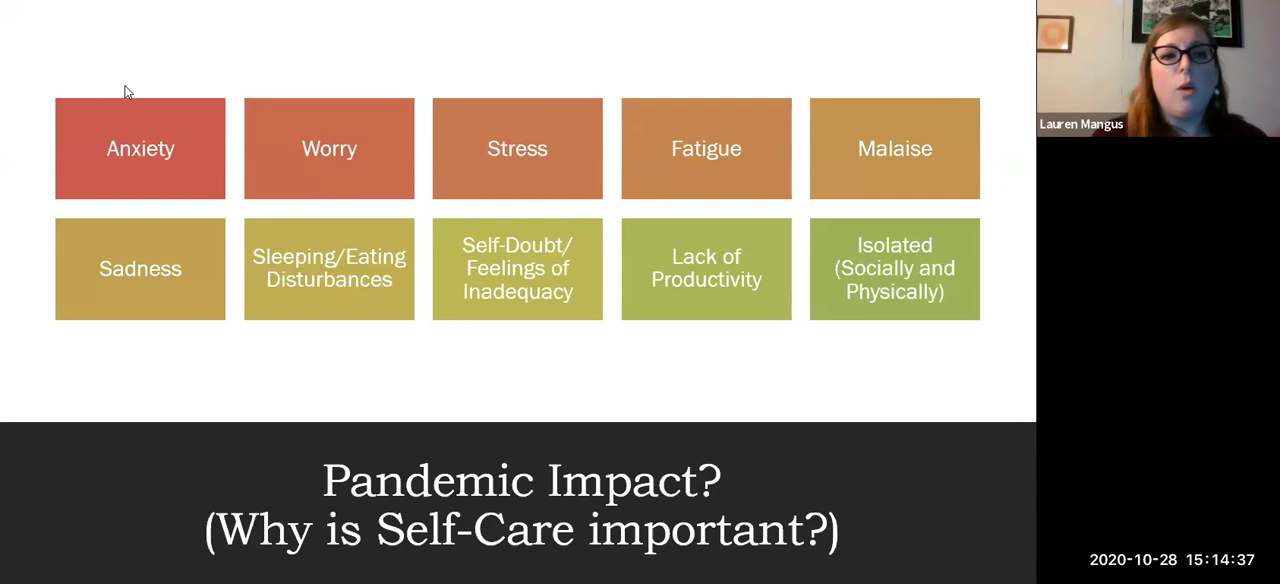 Anxiety
Worry
Stress
Fatigue
Malaise
Sadness
Sleeping/Eating
Disturbances
Self-Doubt/
Feelings of
Inadequacy
Lack of
Productivity
Isolated
(Socially and
Physically)
Pandemic Impact?
(Why is Self-Care important?)
Lauren Mangus
2020-10-28 15:14:37